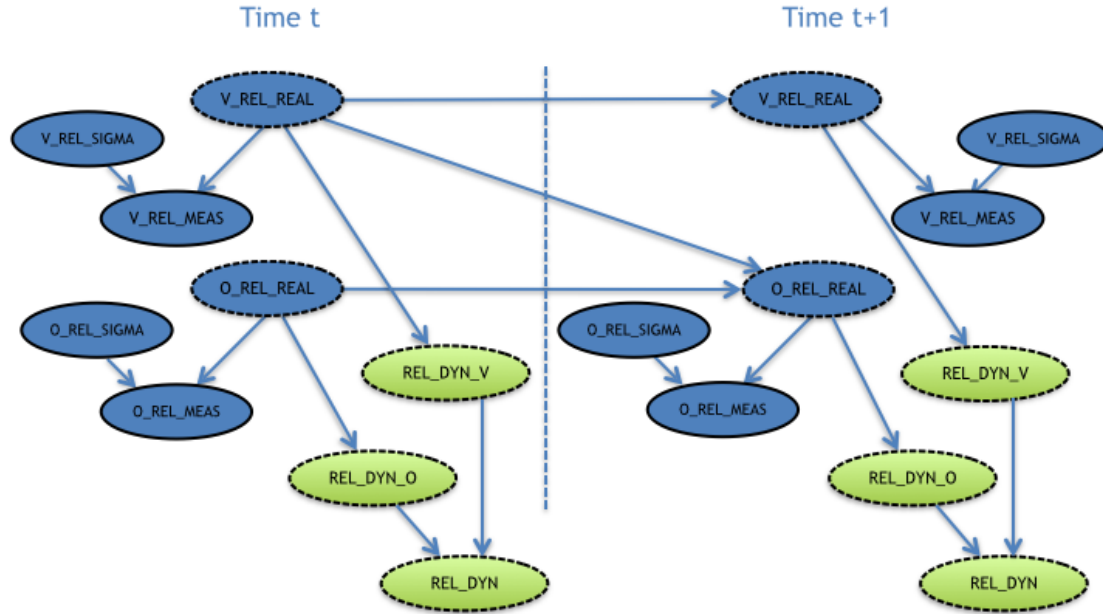 Time t
Time t+1
V_REL_REAL
V_REL_REAL
V_REL_SIGMA
V_REL_SIGMA
V_REL_MEAS
V_REL_MEAS
O_REL_REAL
O_REL_REAL
O_REL_SIGMA
O_REL_SIGMA
REL_DYN_V
REL_DYN_V
O_REL_MEAS
O_REL_MEAS
REL_DYN_O
REL_DYN_O
REL_DYN
REL_DYN